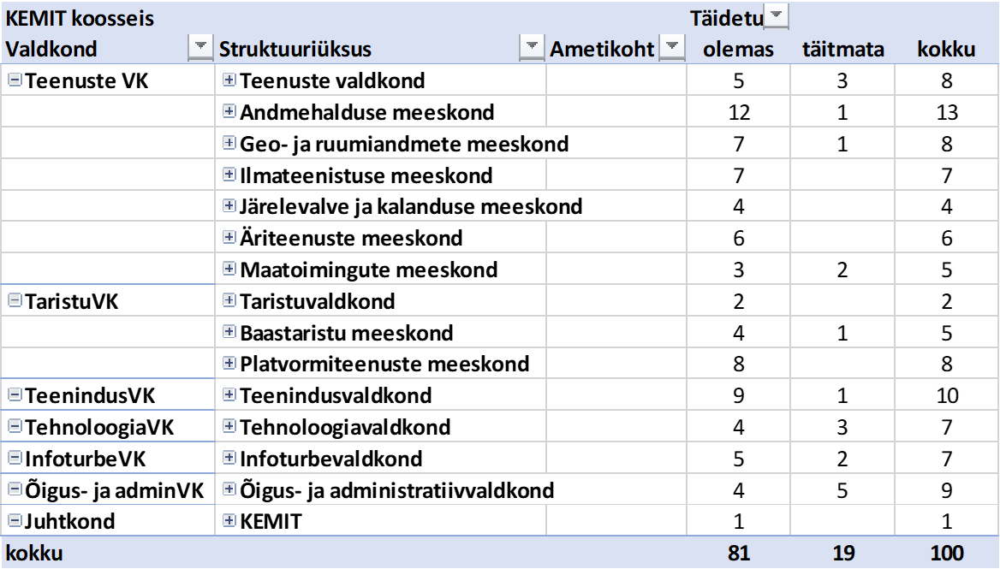 KEMIT koosseis Täidetu
Valdkond Struktuuriüksus Ametikoht olemas täitmata kokku
Teenuste VK Teenuste valdkond 5 3 8
Andmehalduse meeskond 12 1 13
Geo- ja ruumiandmete meeskond 7 1 8
Ilmateenistuse meeskond 7 7
Järelevalve ja kalanduse meeskond 4 4
Äriteenuste meeskond 6 6
Maatoimingute meeskond 3 2 5
TaristuVK Taristuvaldkond 2 2
Baastaristu meeskond 4 1 5
Platvormiteenuste meeskond 8 8
TeenindusVK Teenindusvaldkond 9 1 10
TehnoloogiaVK Tehnoloogiavaldkond 4 3 7
InfoturbeVK Infoturbevaldkond 5 2 7
Õigus- ja adminVK Õigus- ja administratiivvaldkond 4 5 9
Juhtkond KEMIT 1 1
kokku 81 19 100